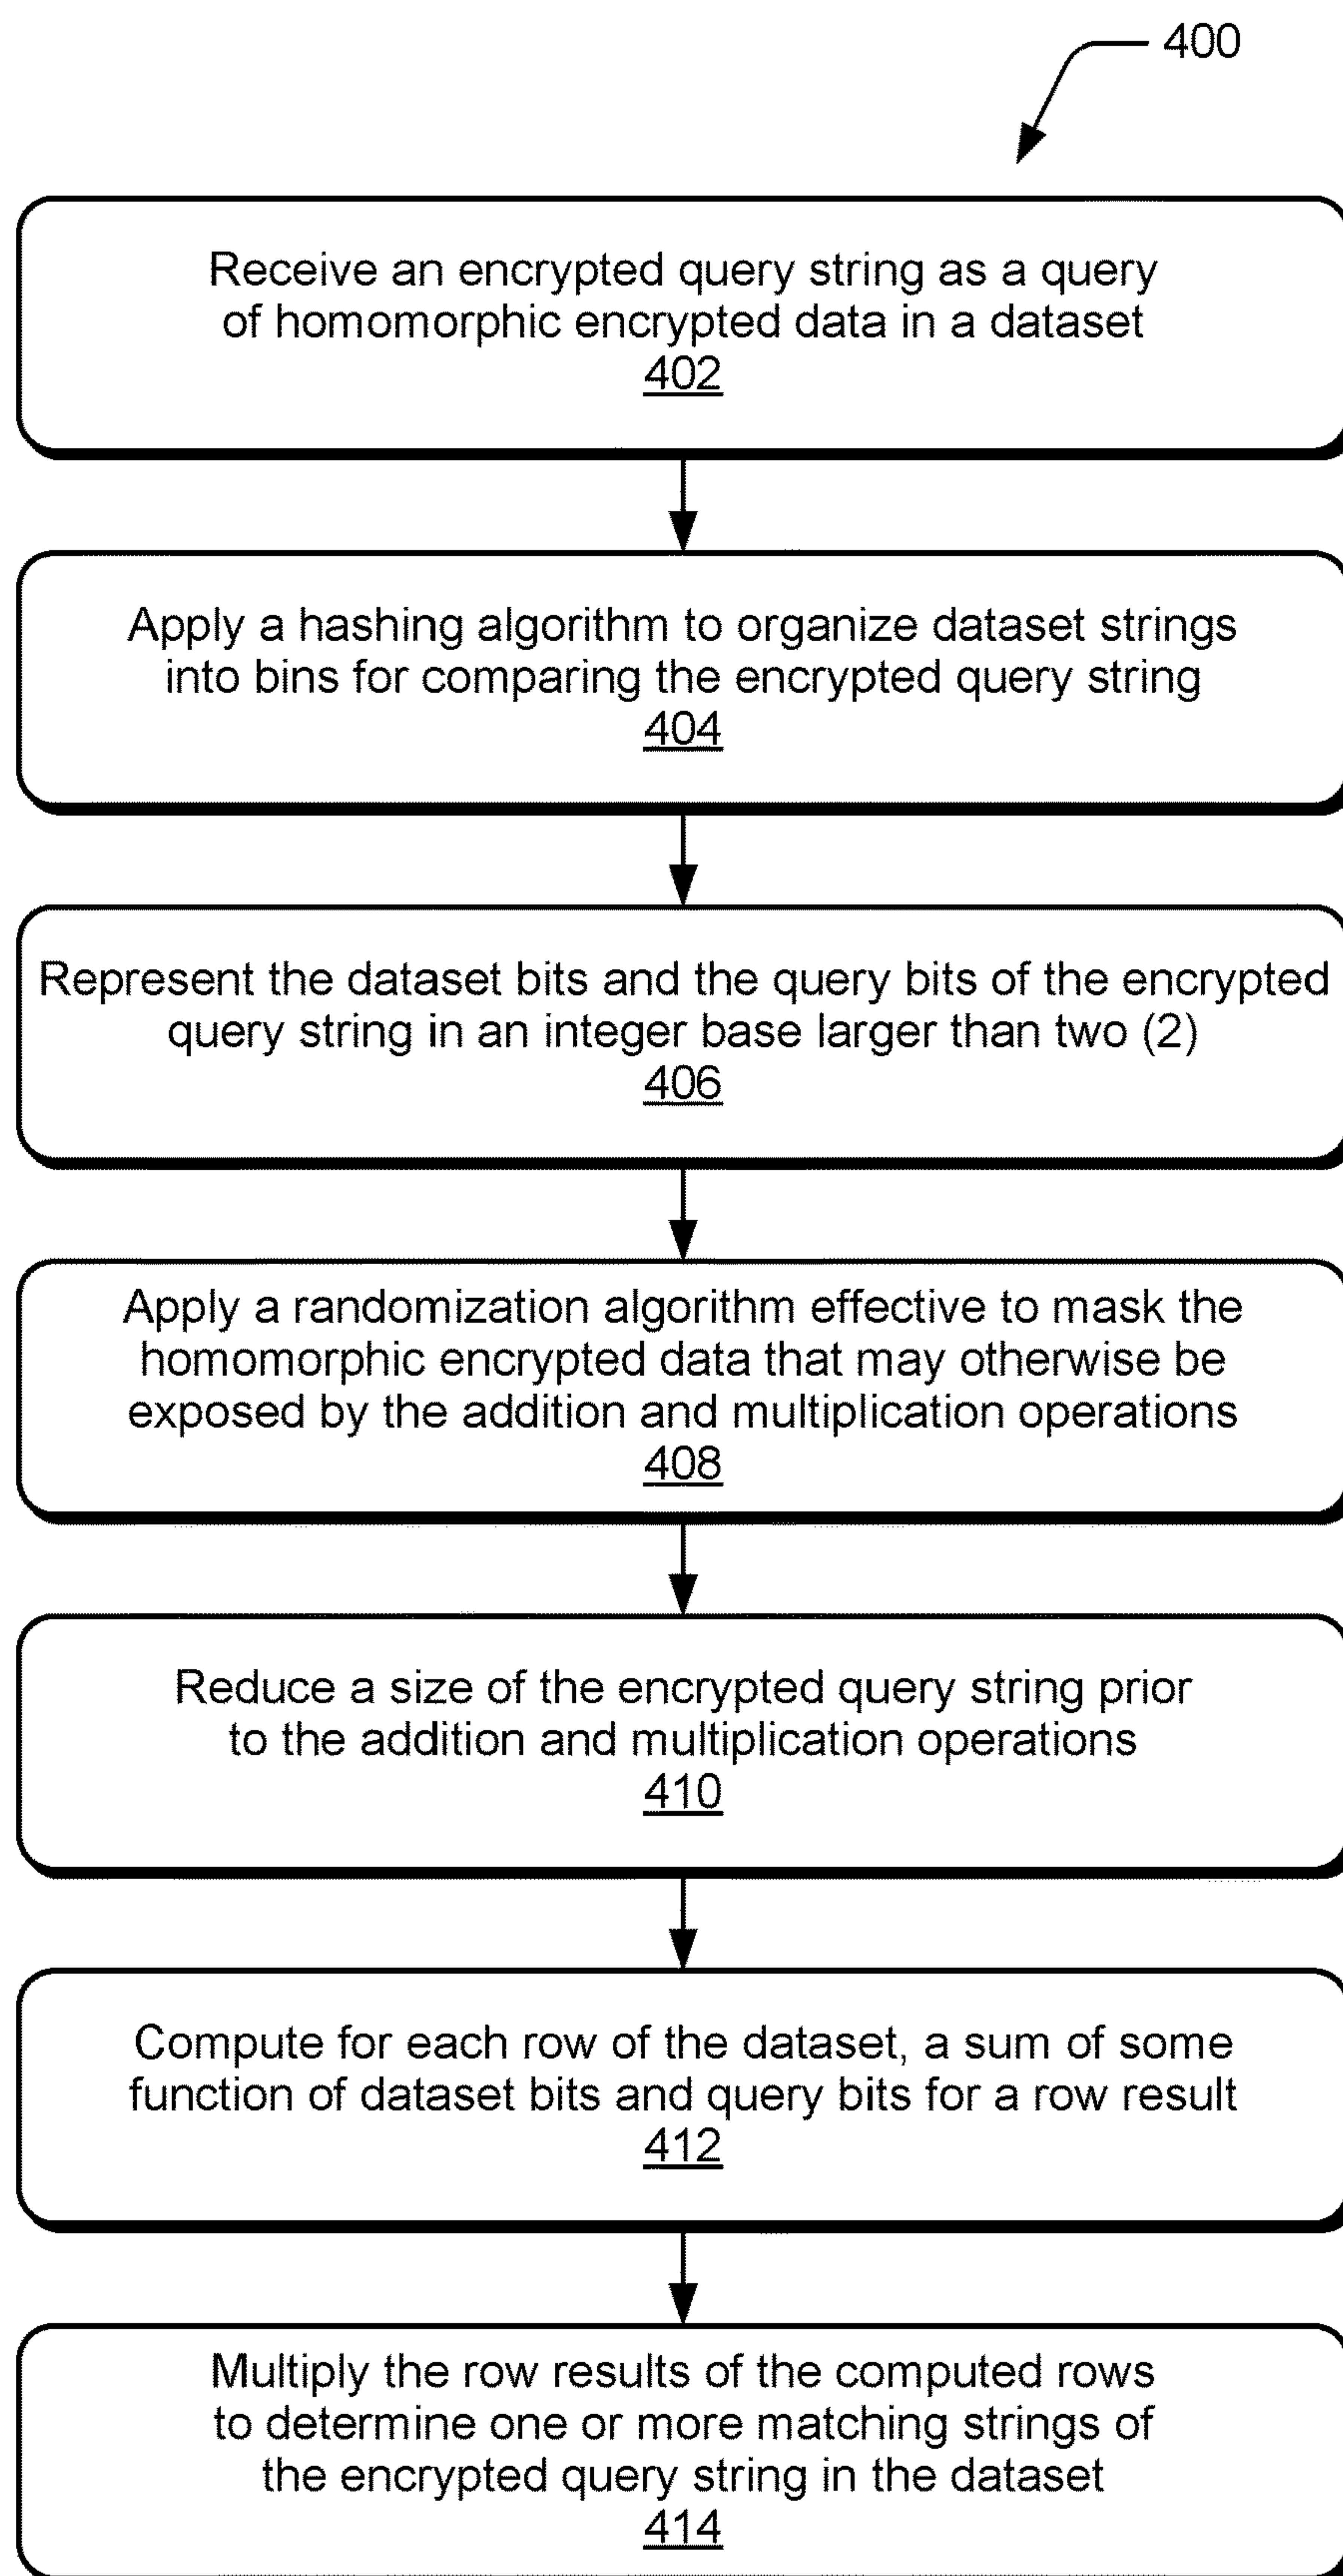 400
Receive an encrypted query string as a query
of homomorphic encrypted data in a dataset
402
Apply a hashing algorithm to organize dataset strings
into bins for comparing the encrypted query string
404
Represent the dataset bits and the query bits of the encrypted
query string in an integer base larger than two (2)
406
Apply a randomization algorithm effective to mask the
homomorphic encrypted data that may otherwise be
exposed by the addition and multiplication operations
408
Reduce a size of the encrypted query string prior
to the addition and multiplication operations
410
Compute for each row of the dataset, a sum of some
function of dataset bits and query bits for a row result
412
Multiply the row results of the computed rows
to determine one or more matching strings of
the encrypted query string in the dataset
414